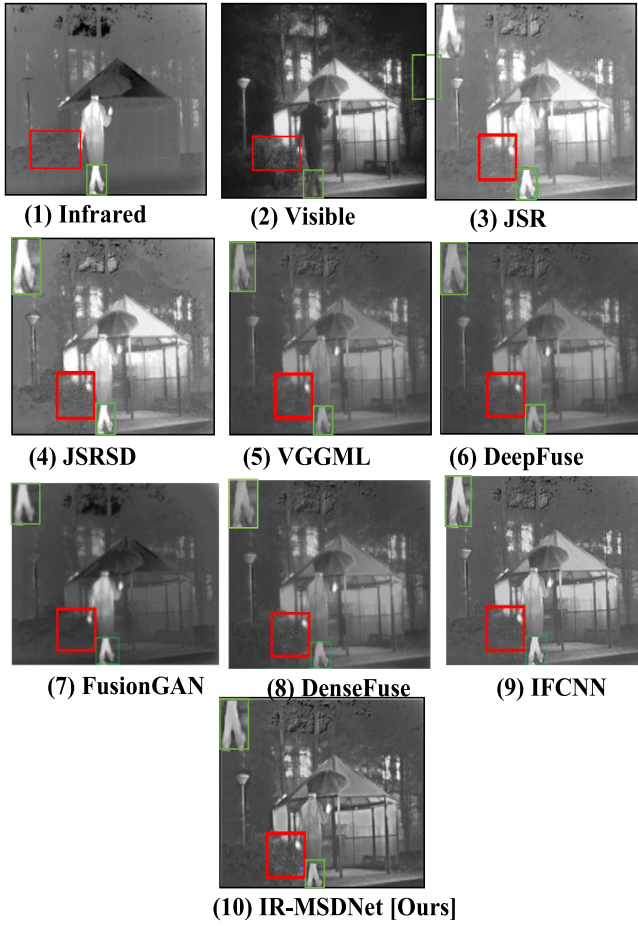 (1) Infrared
(2) Visible
(3) JSR
(4) JSRSD
(5) VGGML
(6) DeepFuse
(7) FusionGAN
(8) DenseFuse
(9) IFCNN
(10) IR-MSDNet [Ours]